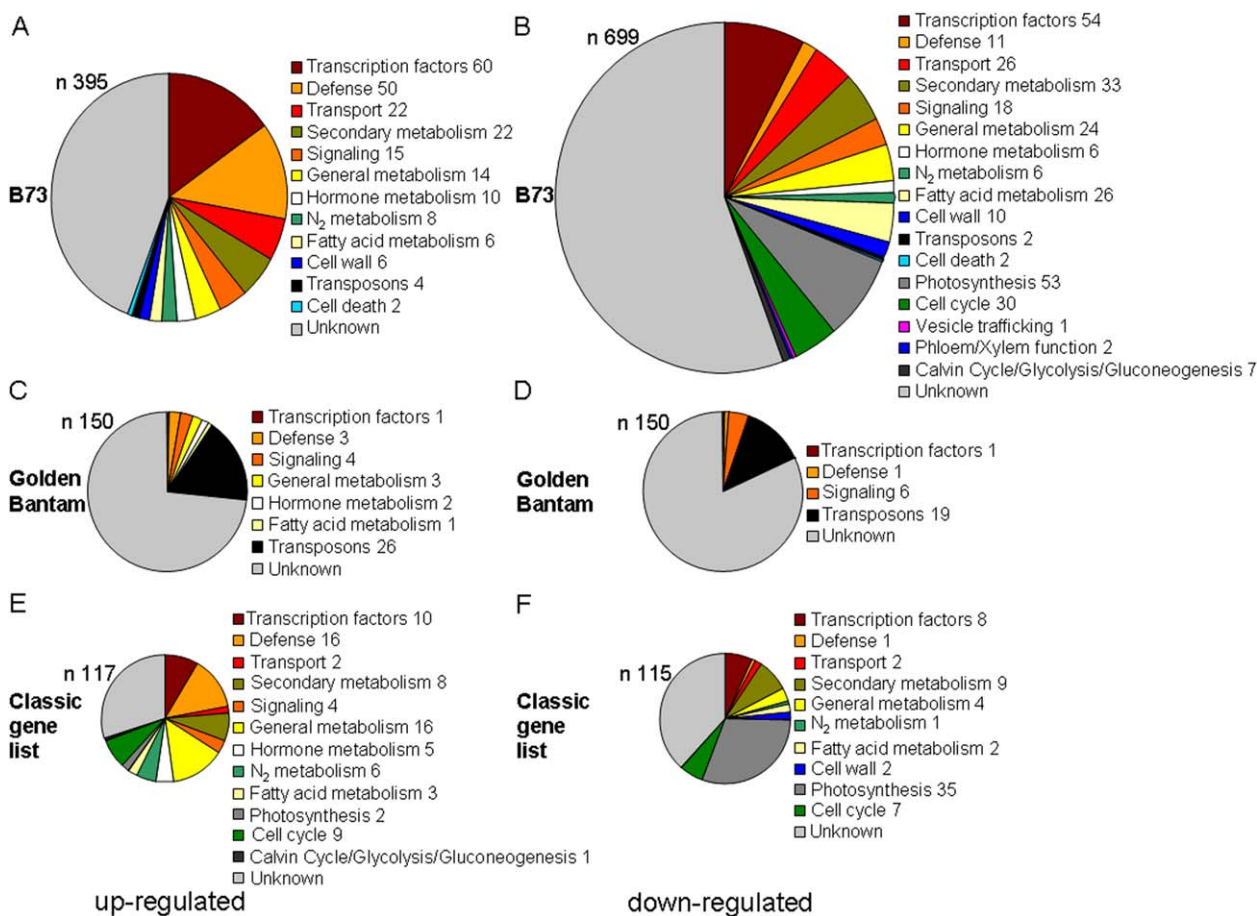 A
n 395
B73
Transcription factors 60
Defense 50
Transport 22
Secondary metabolism 22
Signaling 15
General metabolism 14
Hormone metabolism 10
N2 metabolism 8
Fatty acid metabolism 6
Cell wall 6
Transposons 4
Cell death 2
Unknown
B
n 699
B73
Transcription factors 54
Defense 11
Transport 26
Secondary metabolism 33
Signaling 18
General metabolism 24
Hormone metabolism 6
N2 metabolism 6
Fatty acid metabolism 26
Cell wall 10
Transposons 2
Cell death 2
Photosynthesis 53
Cell cycle 30
Vesicle trafficking 1
Phloem/Xylem function 2
Calvin Cycle/Glycolysis/Gluconeogenesis 7
Unknown
C
n 150
Golden
Bantam
Transcription factors 1
Defense 3
Signaling 4
General metabolism 3
Hormone metabolism 2
Fatty acid metabolism 1
Transposons 26
Unknown
D
n 150
Golden
Bantam
Transcription factors 1
Defense 1
Signaling 6
Transposons 19
Unknown
E
n 117
Classic
gene
list
Transcription factors 10
Defense 16
Transport 2
Secondary metabolism 8
Signaling 4
General metabolism 16
Hormone metabolism 5
N2 metabolism 6
Fatty acid metabolism 3
Photosynthesis 2
Cell cycle 9
Calvin Cycle/Glycolysis/Gluconeogenesis 1
Unknown
up-regulated
F
n 115
Classic
gene
list
Transcription factors 8
Defense 1
Transport 2
Secondary metabolism 9
General metabolism 4
N2 metabolism 1
Fatty acid metabolism 2
Cell wall 2
Photosynthesis 35
Cell cycle 7
Unknown
down-regulated